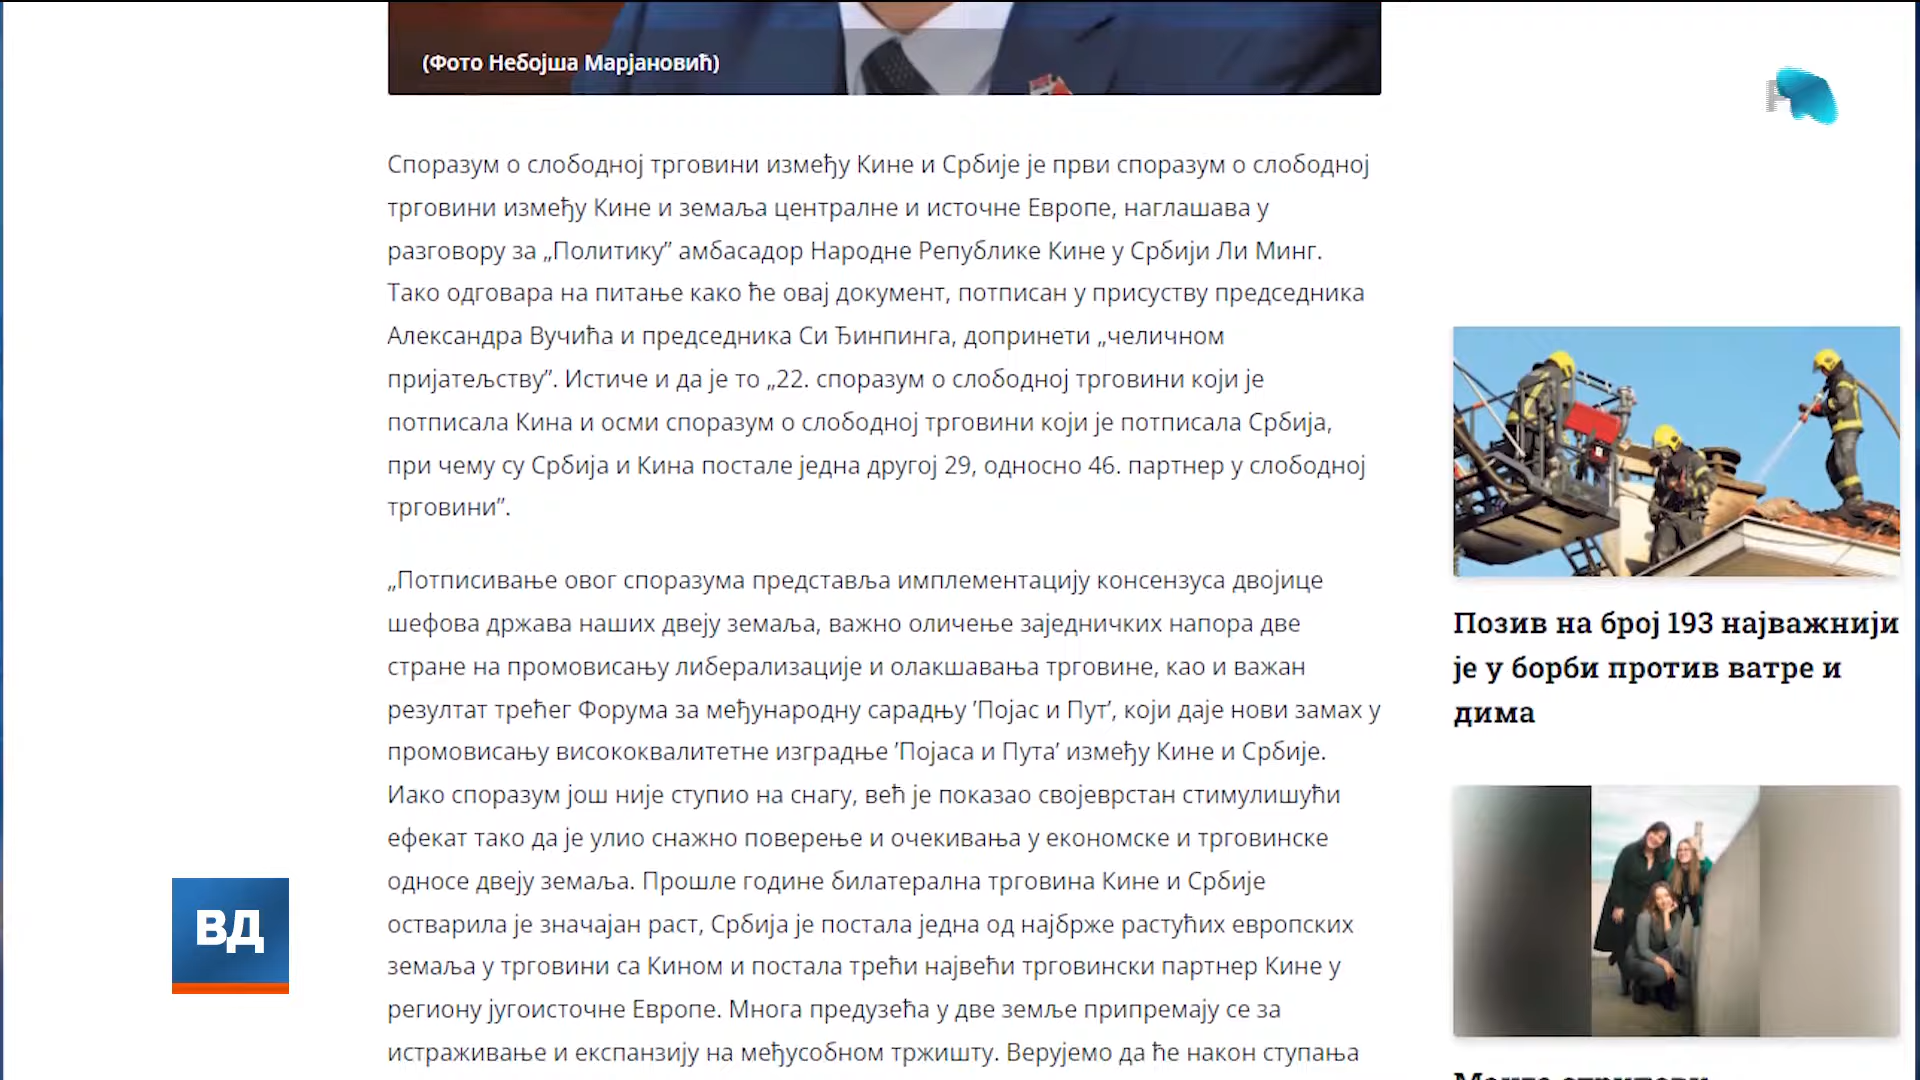 (Фото Небојша Марјановић)
Споразум о слободној трговини између Кине и Србије је први споразум о слободној
трговини између Кине и земаља централне и источне Европе, наглашава у
разговору за „Политику” амбасадор Народне Републике Кине у Србији Ли Минг.
Тако одговара на питање како ће овај документ, потписан у присуству председника
Александра Вучића и председника Си Ђинпинга, допринети „челичном
пријатељству”. Истиче и да је то „22. споразум о слободној трговини који је
потписала Кина и осми споразум о слободној трговини који је потписала Србија,
при чему су Србија и Кина постале једна другој 29, односно 46. партнер у слободној
трговини”.
„Потписивање овог споразума представља имплементацију консензуса двојице
шефова држава наших двеју земаља, важно оличење заједничких напора две
стране на промовисању либерализације и олакшавања трговине, као и важан
резултат трећег Форума за међународну сарадњу ’Појас и Пут’, који даје нови замах у
промовисању висококвалитетне изградње ’Појаса и Пута’ између Кине и Србије.
Иако споразум још није ступио на снагу, већ је показао својеврстан стимулишући
ефекат тако да је улио снажно поверење и очекивања у економске и трговинске
односе двеју земаља. Прошле године билатерална трговина Кине и Србије
остварила је значајан раст, Србија је постала једна од најбрже растућих европских
земаља у трговини са Кином и постала трећи највећи трговински партнер Кине у
региону југоисточне Европе. Многа предузећа у две земље припремају се за
истраживање и експанзију на међусобном тржишту. Верујемо да ће након ступања
Позив на број 193 најважнији
је у борби против ватре и
дима
ВД